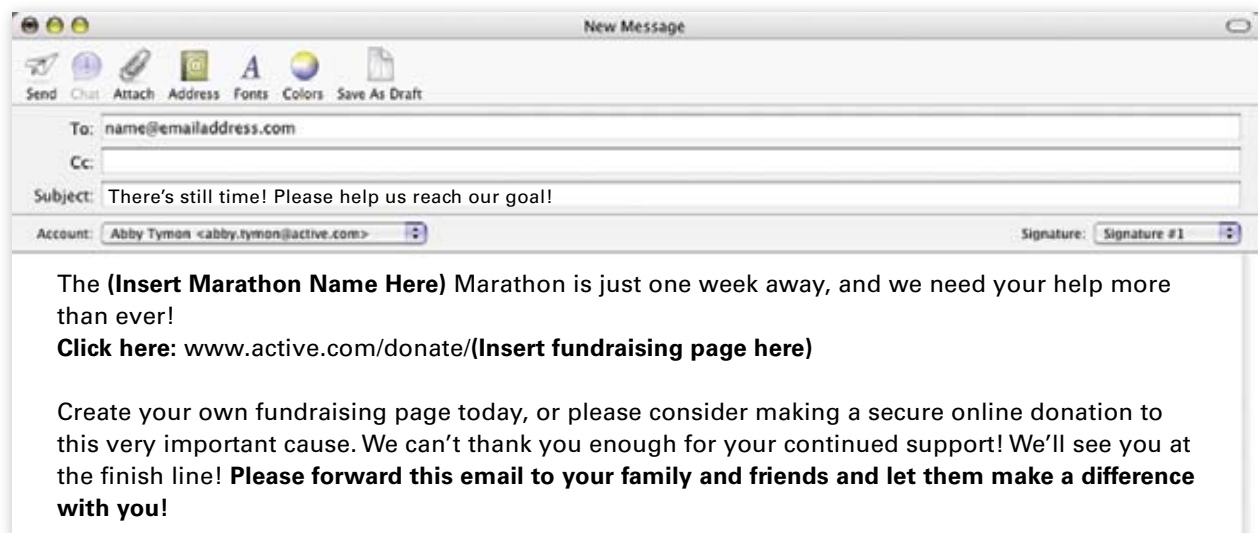 New Message
Send Chat Attach Address Fonts Colors Save As Draft
To: name@emailaddress.com
Cc:
Subject: There's still time! Please help us reach our goal!
Account: Abby Tymon <abby.tymon@active.com> Signature: Signature #1
The (Insert Marathon Name Here) Marathon is just one week away, and we need your help more
than ever!
Click here: www.active.com/donate/(Insert fundraising page here)
Create your own fundraising page today, or please consider making a secure online donation to
this very important cause. We can't thank you enough for your continued support! We'll see you at
the finish line! Please forward this email to your family and friends and let them make a difference
with you!